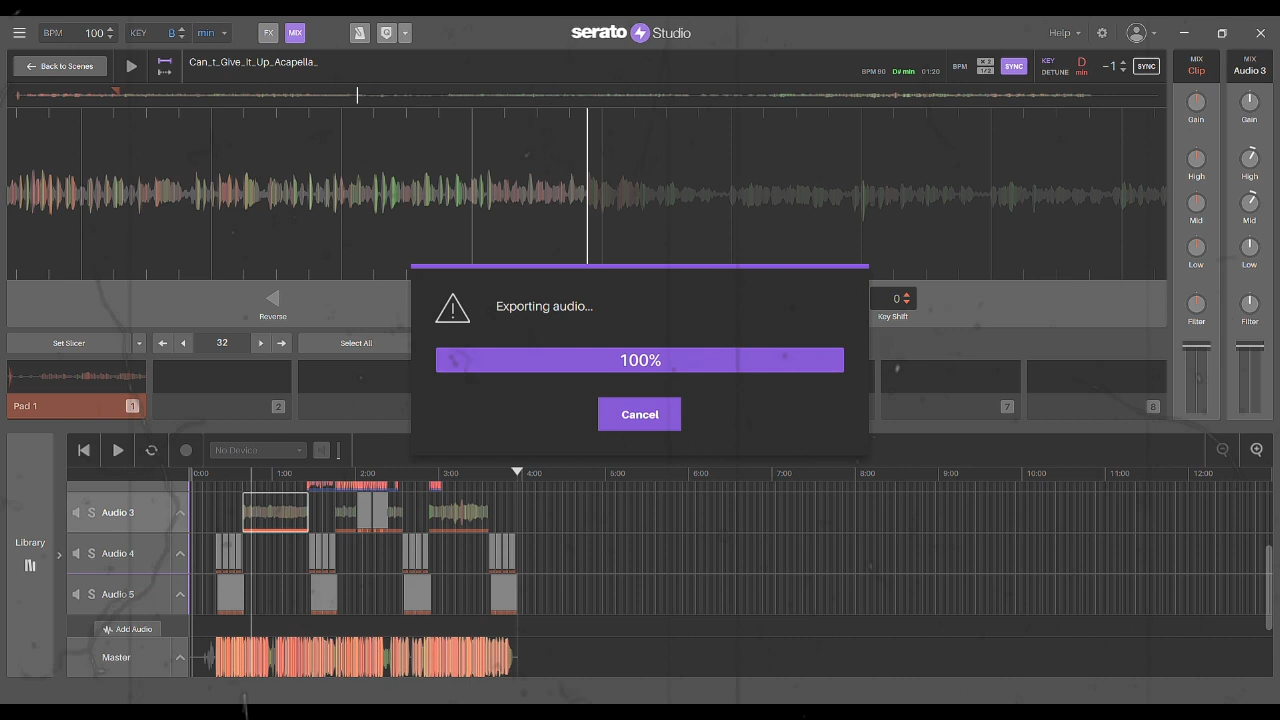 BPM 100 KEY B min FX MIX serato Studio Help
Back to Scenes Can_t_Give_It_Up_Acapella_ BPM 90 D# min 01:20 BPM X 2 1/2 SYNC KEY DETUNE D min -1 SYNC
MIX Clip MIX Audio 3
Gain Gain
High High
Mid Mid
Low Low
Filter Filter
Exporting audio...
100%
Cancel
Reverse 0 Key Shift
Set Slicer 32 Select All
Pad 1 1 2 7 8
No Device
0:00 1:00 2:00 3:00 4:00 6:00 7:00 8:00 9:00 10:00 11:00 12:00
Library
S Audio 3
S Audio 4
S Audio 5
Add Audio
Master